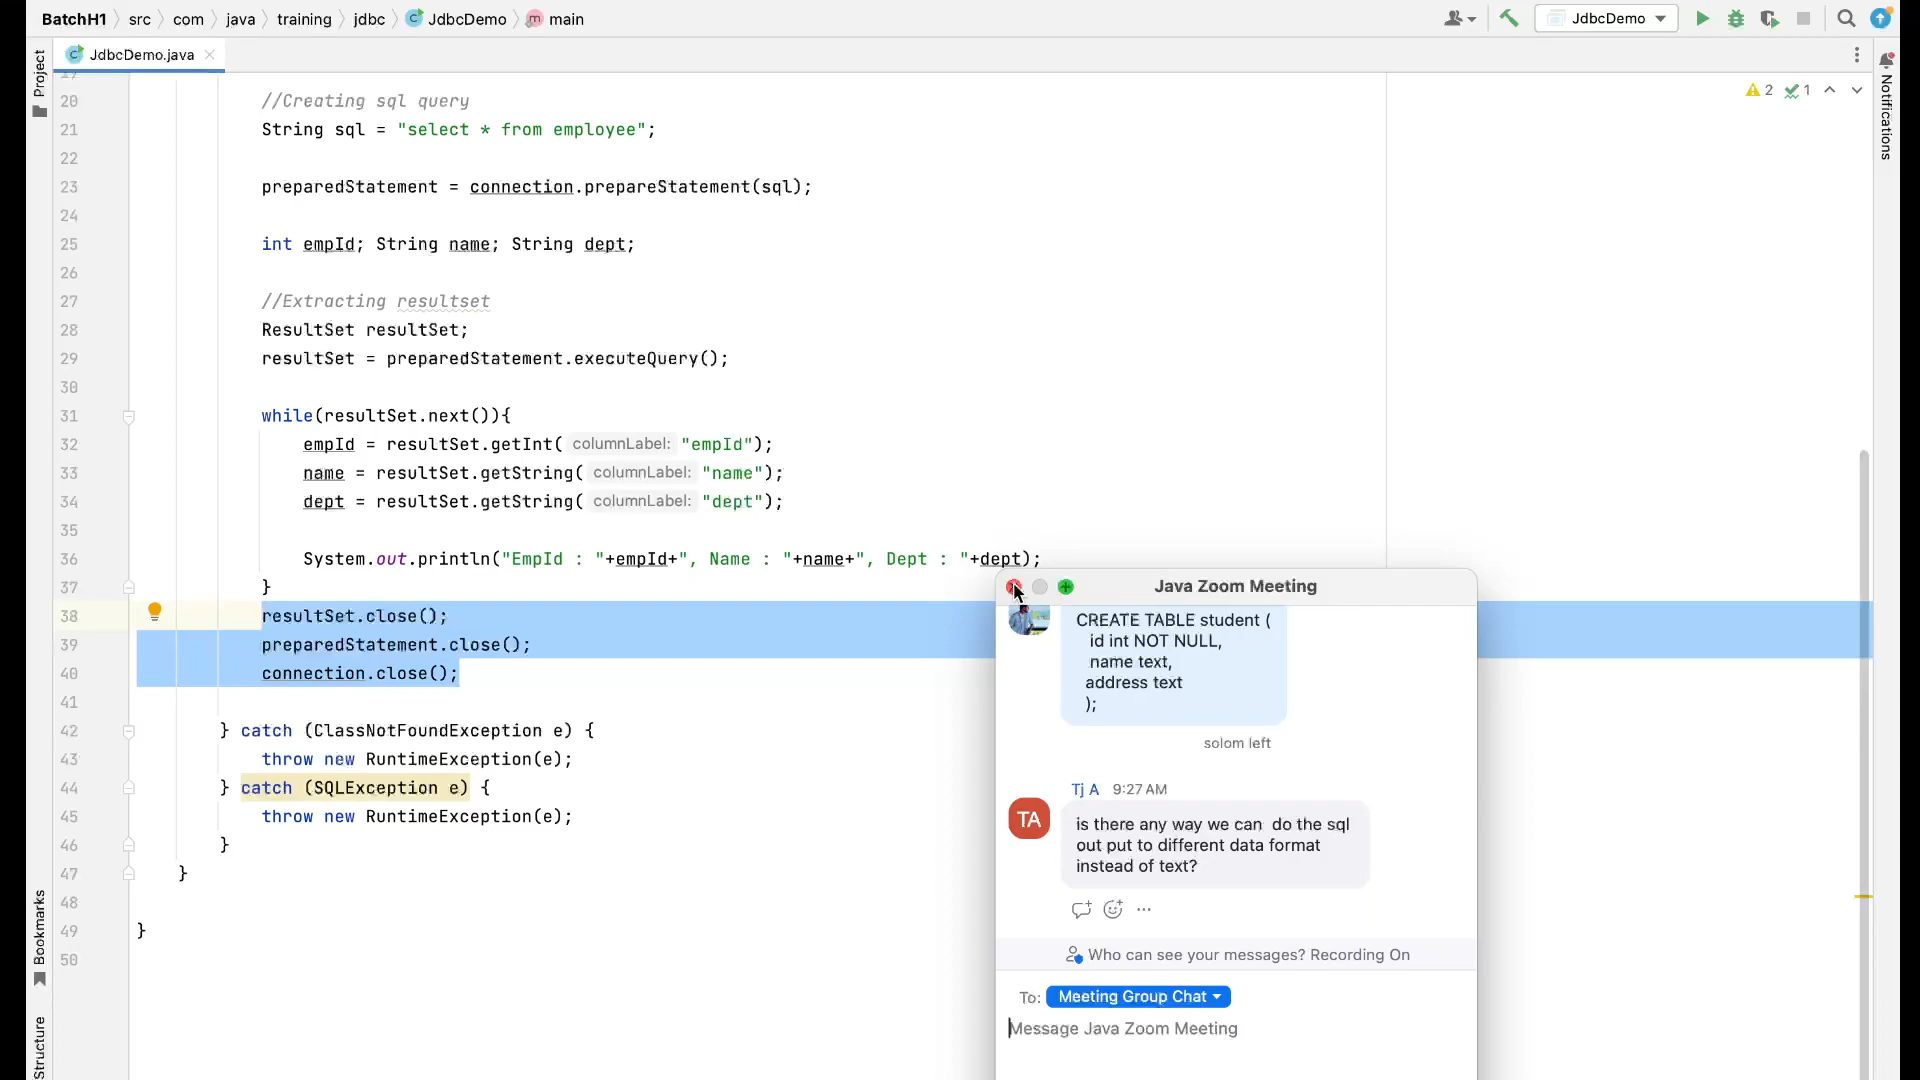 BatchH1 src com java training jdbc JdbcDemo main
JdbcDemo
JdbcDemo.java
Project
Bookmarks
Structure
Notifications
2 1
20 //Creating sql query
21 String sql = "select * from employee";
22
23 preparedStatement = connection.prepareStatement(sql);
24
25 int empId; String name; String dept;
26
27 //Extracting resultset
28 ResultSet resultSet;
29 resultSet = preparedStatement.executeQuery();
30
31 while(resultSet.next()){
32 empId = resultSet.getInt( columnLabel: "empId");
33 name = resultSet.getString( columnLabel: "name");
34 dept = resultSet.getString( columnLabel: "dept");
35
36 System.out.println("EmpId : "+empId+", Name : "+name+", Dept : "+dept);
37 }
38 resultSet.close();
39 preparedStatement.close();
40 connection.close();
41
42 } catch (ClassNotFoundException e) {
43 throw new RuntimeException(e);
44 } catch (SQLException e) {
45 throw new RuntimeException(e);
46 }
47 }
48
49 }
50
Java Zoom Meeting
CREATE TABLE student (
id int NOT NULL,
name text,
address text
);
solom left
Tj A 9:27 AM
TA
is there any way we can do the sql
out put to different data format
instead of text?
Who can see your messages? Recording On
To: Meeting Group Chat
Message Java Zoom Meeting